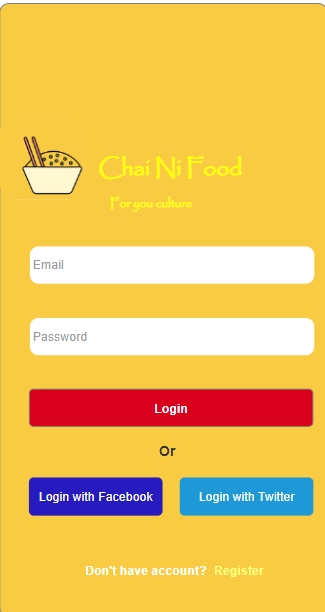 Chai Ni Food
For you culture
Email
Password
Login
Or
Login with Facebook
Login with Twitter
Don't have account? Register